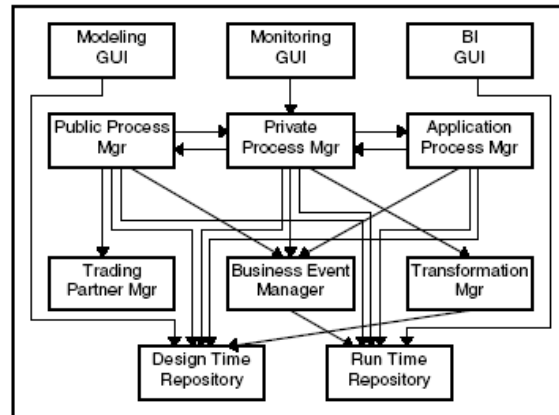 Modeling
GUI
Monitoring
GUI
BI
GUI
Public Process
Mgr
Private
Process Mgr
Application
Process Mgr
Trading
Partner Mgr
Business Event
Manager
Transformation
Mgr
Design Time
Repository
Run Time
Repository